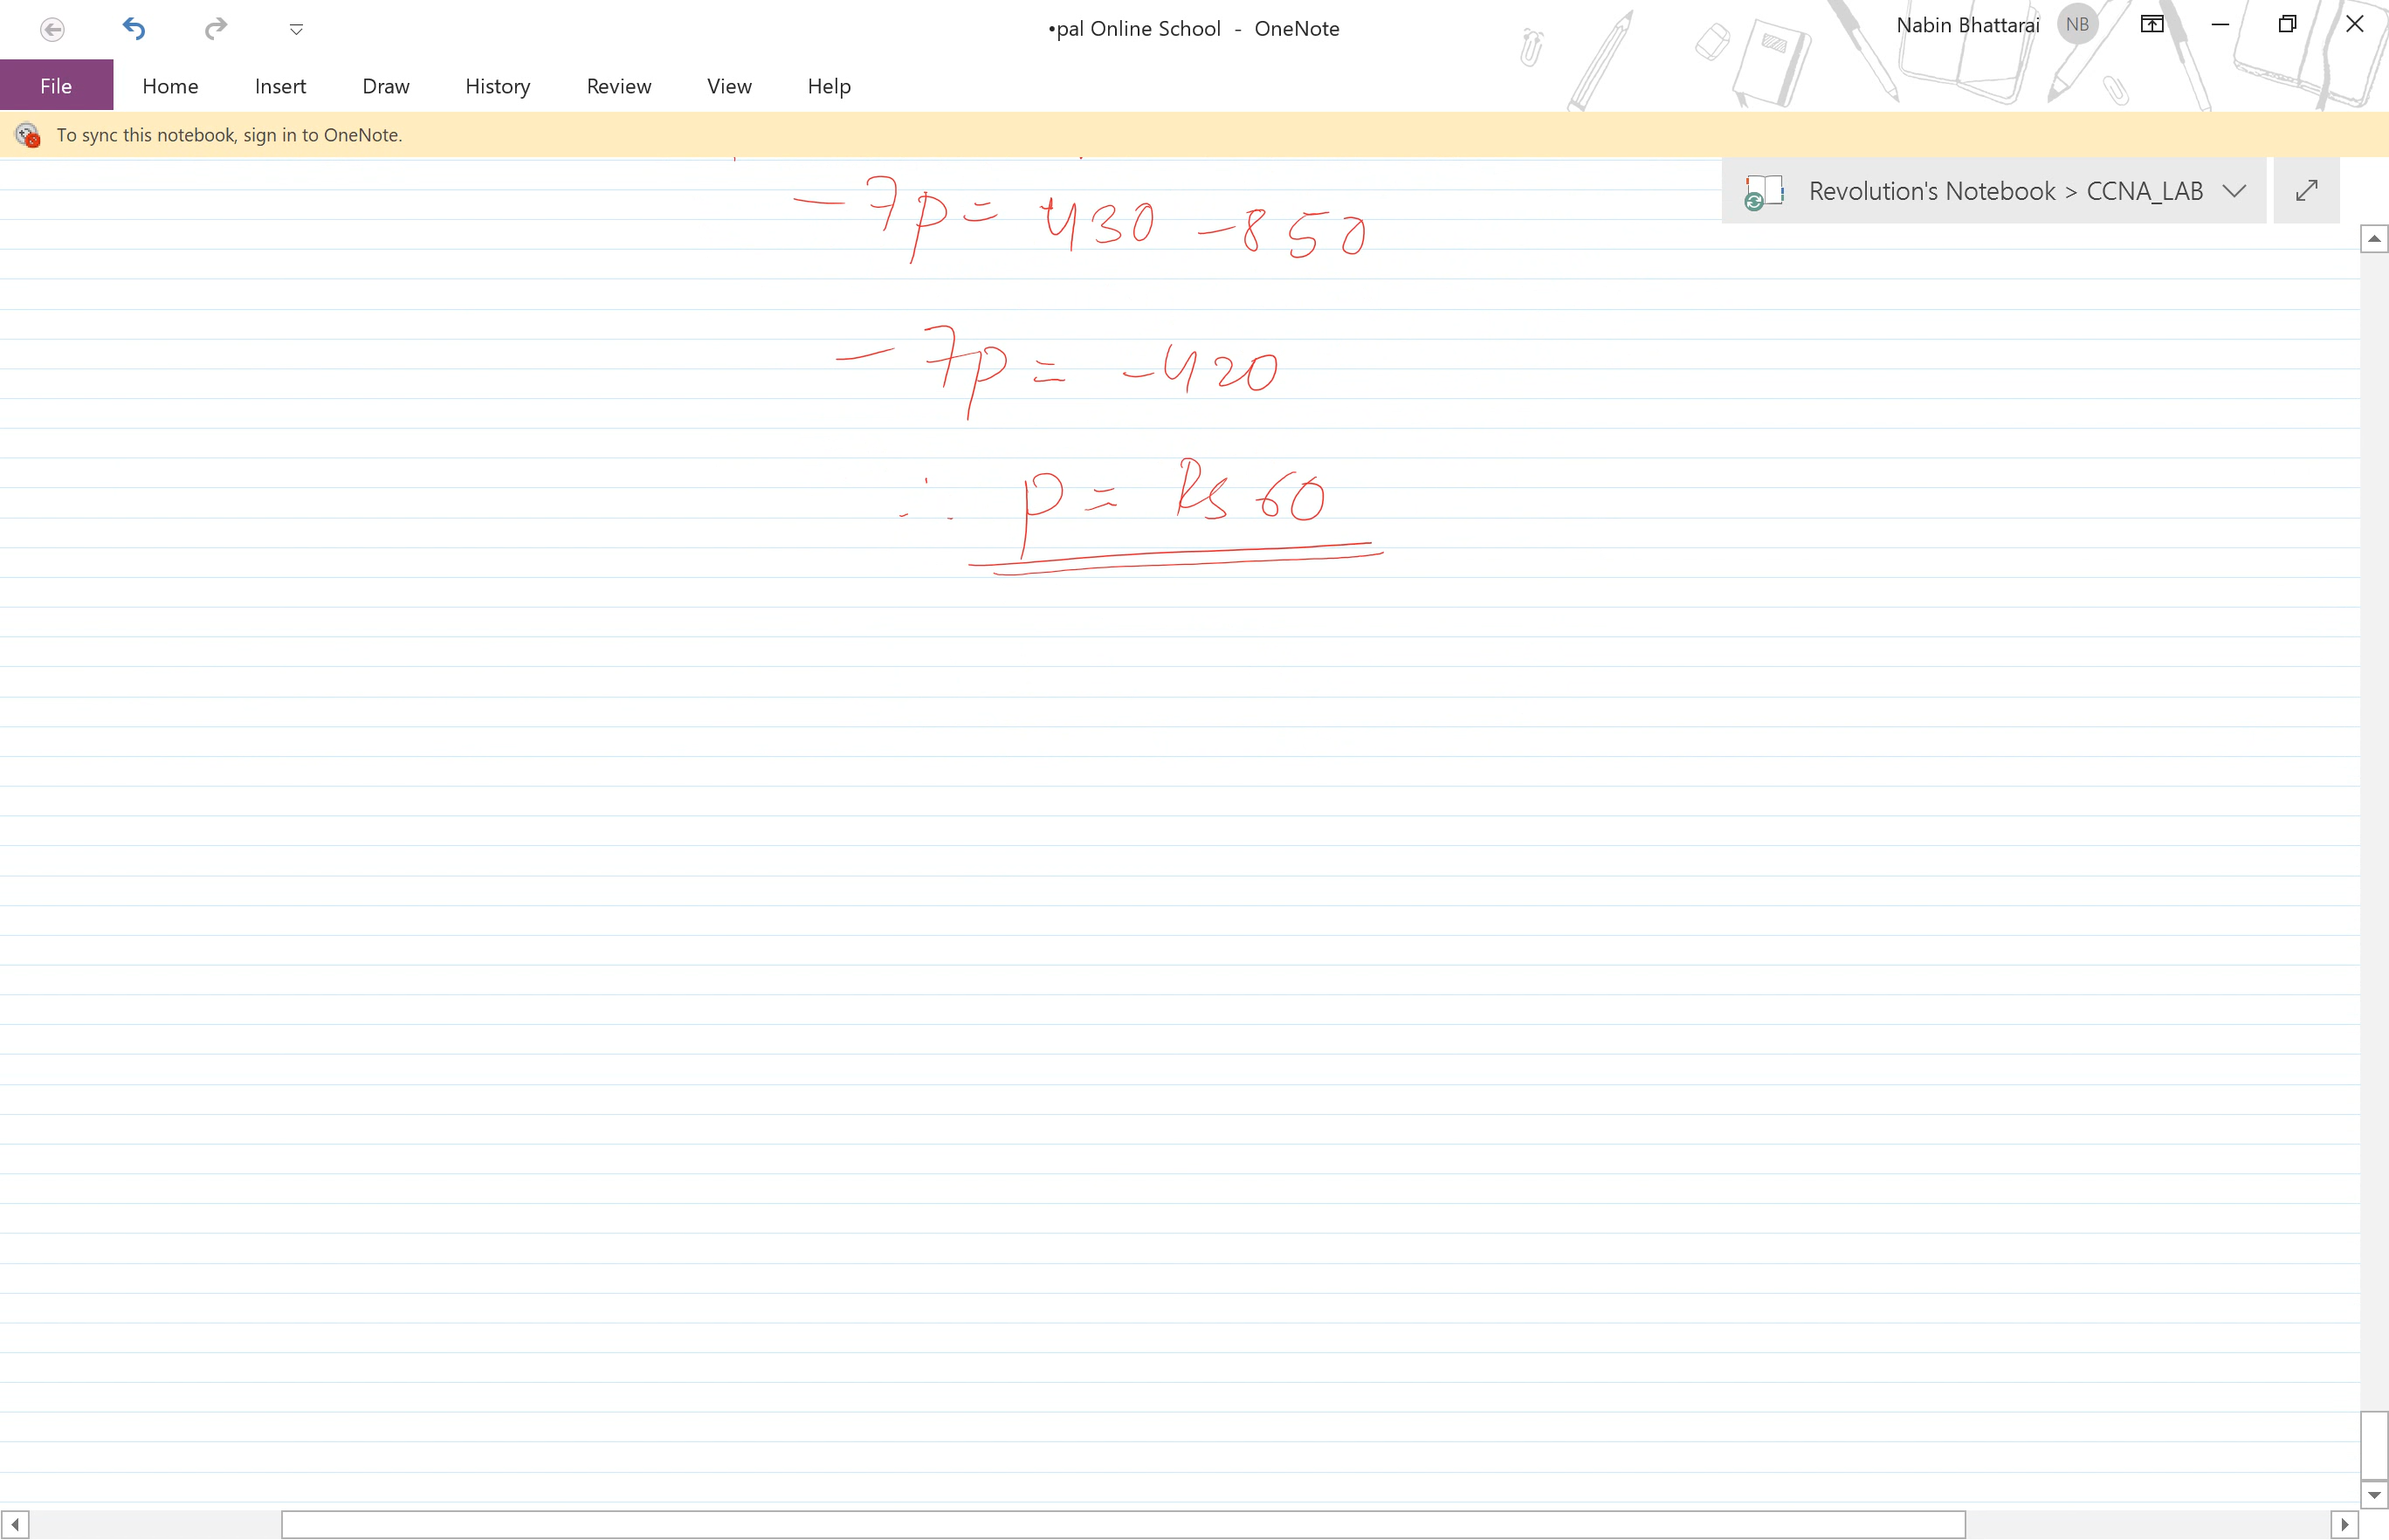 •pal Online School - OneNote
Nabin Bhattarai NB
File Home Insert Draw History Review View Help
To sync this notebook, sign in to OneNote.
Revolution's Notebook > CCNA_LAB
-7p = 430 - 850
-7p = -420
∴ p = Rs 60